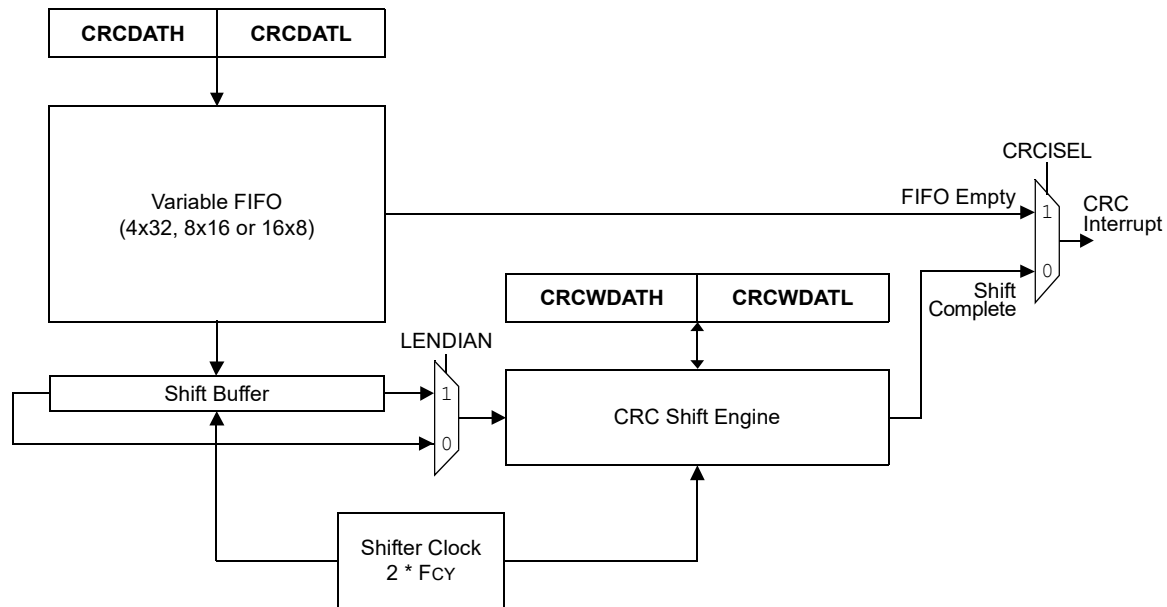 CRCDATH
CRCDATL
Variable FIFO
(4x32, 8x16 or 16x8)
CRCISEL
FIFO Empty
1
CRC
Interrupt
0
Shift
Complete
CRCWDATH
CRCWDATL
LENDIAN
Shift Buffer
1
0
CRC Shift Engine
Shifter Clock
2 * FCY